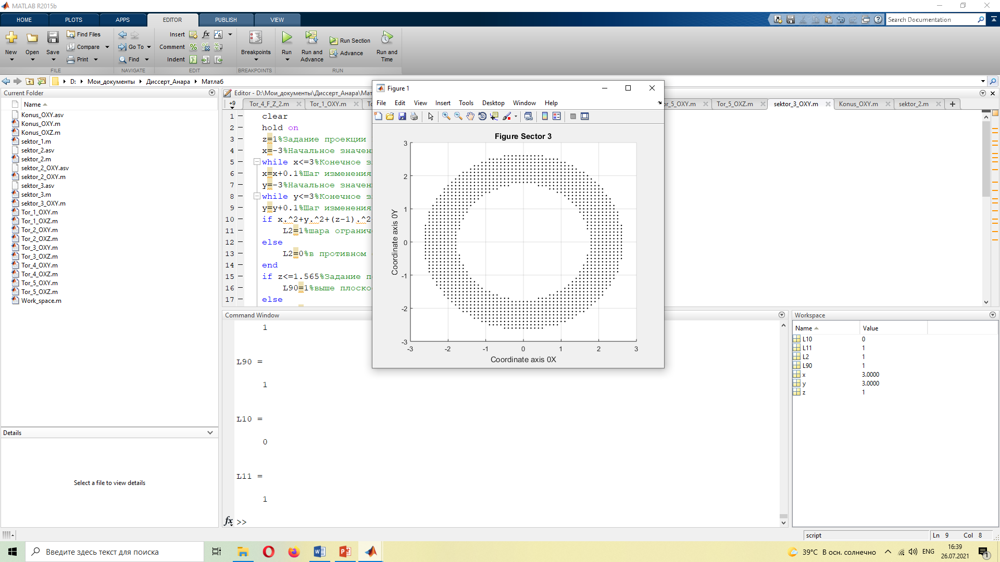 MATLAB R2015b
HOME PLOTS APPS EDITOR PUBLISH VIEW
Search Documentation
New Open Save Find Files Compare Print
Go To Find
Insert fx Comment Indent
Breakpoints
Run Run and Advance Run Section Advance Run and Time
FILE NAVIGATE EDIT BREAKPOINTS RUN
D: Мои_документы Диссерт_Анара Матлаб
Current Folder
Name
Konus_OXY.asv
Konus_OXY.m
Konus_OXZ.m
sektor_1.m
sektor_2.asv
sektor_2.m
sektor_2_OXY.asv
sektor_2_OXY.m
sektor_3.asv
sektor_3.m
sektor_3_OXY.m
Tor_1_OXY.m
Tor_1_OXZ.m
Tor_2_OXY.m
Tor_2_OXZ.m
Tor_3_OXY.m
Tor_3_OXZ.m
Tor_4_OXY.m
Tor_4_OXZ.m
Tor_5_OXY.m
Tor_5_OXZ.m
Work_space.m
Details
Select a file to view details
Editor - D:\Мои_документы\Диссерт_Анара\Мат
+9 Tor_4_F_Z_2.m Tor_1_OXY.m To
or_5_OXY.m Tor_5_OXZ.m sektor_3_OXY.m Konus_OXY.m sektor_2.m
1 clear
2 hold on
3 z=1%Задание проекции
4 x=-3%Начальное значен
5 while x<=3%Конечное з
6 x=x+0.1%Шаг изменения
7 y=-3%Начальное значен
8 while y<=3%Конечное з
9 y=y+0.1%Шаг изменения
10 if x.^2+y.^2+(z-1).^2
11 L2=1%шара огранич
12 else
13 L2=0%в противном
14 end
15 if z<=1.565%Задание п
16 L90=1%выше плоско
17 else
Figure 1
File Edit View Insert Tools Desktop Window Help
Figure Sector 3
Coordinate axis 0Y
3
2
1
0
-1
-2
-3
-3 -2 -1 0 1 2 3
Coordinate axis 0X
Command Window
1
L90 =
1
L10 =
0
L11 =
1
fx >>
Workspace
Name Value
L10 0
L11 1
L2 1
L90 1
x 3.0000
y 3.0000
z 1
script Ln 9 Col 8
Введите здесь текст для поиска
39°C В осн. солнечно ENG 16:39
26.07.2021
1